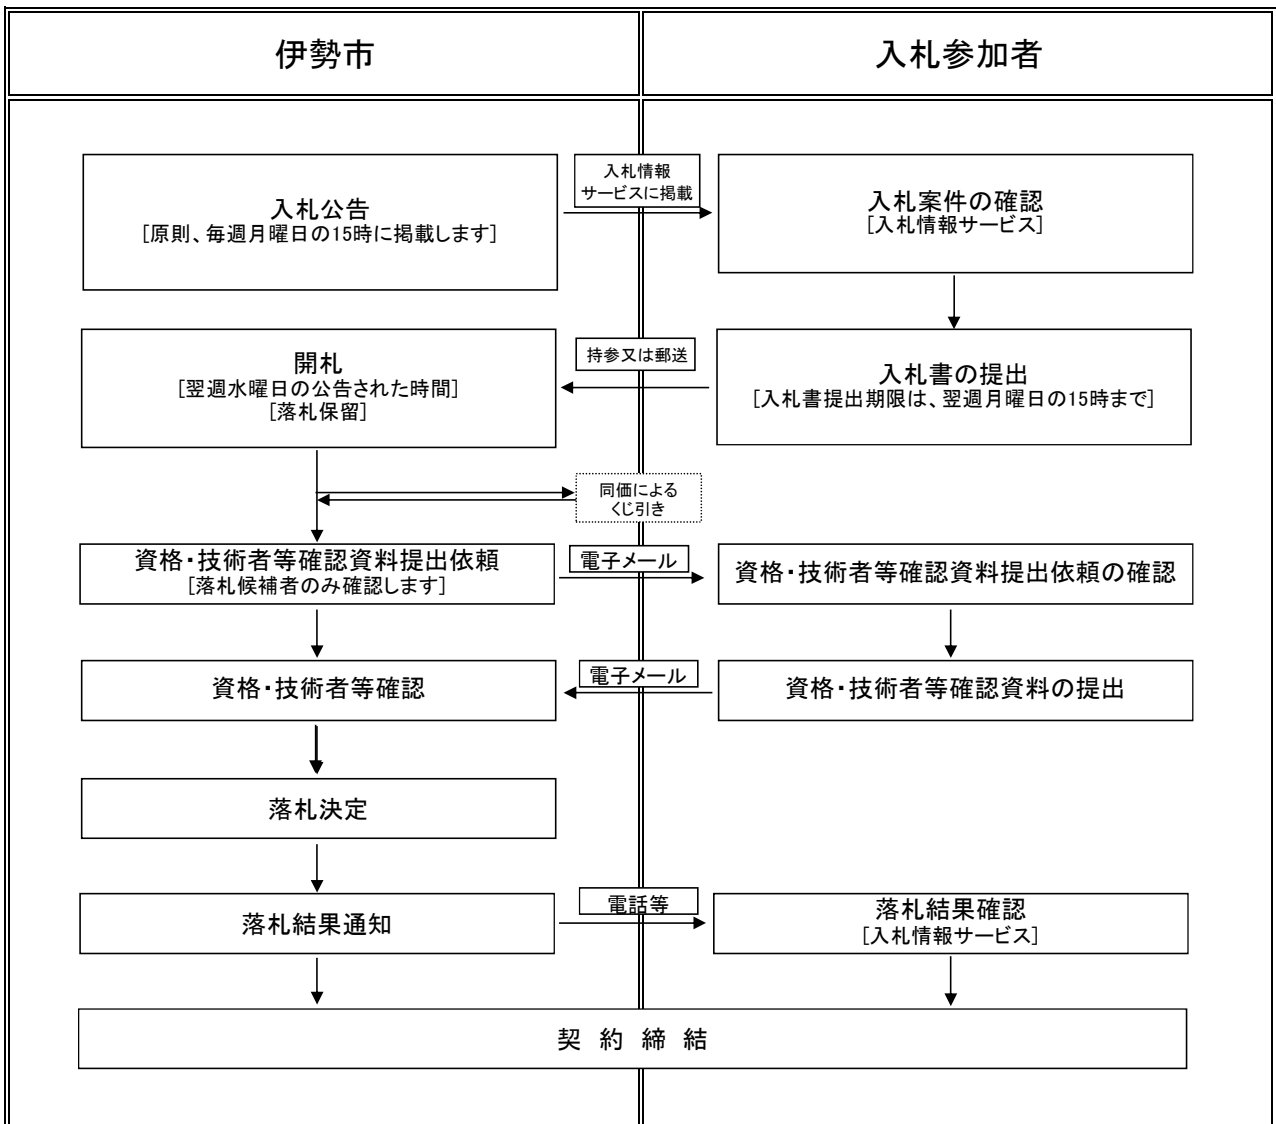 伊勢市
入札参加者
入札公告
[原則、毎週月曜日の15時に掲載します]
入札情報
サービスに掲載
入札案件の確認
[入札情報サービス]
開札
[翌週水曜日の公告された時間]
[落札保留]
持参又は郵送
入札書の提出
[入札書提出期限は、翌週月曜日の15時まで]
同価による
くじ引き
資格・技術者等確認資料提出依頼
[落札候補者のみ確認します]
電子メール
資格・技術者等確認資料提出依頼の確認
資格・技術者等確認
電子メール
資格・技術者等確認資料の提出
落札決定
落札結果通知
電話等
落札結果確認
[入札情報サービス]
契 約 締 結